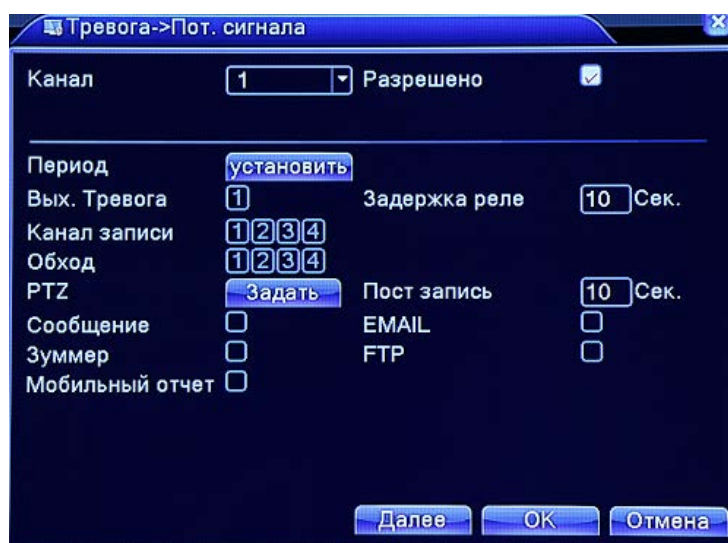 Тревога->Пот. сигнала
Канал 1 Разрешено
Период установить
Вых. Тревога 1 Задержка реле 10 Сек.
Канал записи 1 2 3 4
Обход 1 2 3 4
PTZ Задать Пост запись 10 Сек.
Сообщение EMAIL
Зуммер FTP
Мобильный отчет
Далее OK Отмена